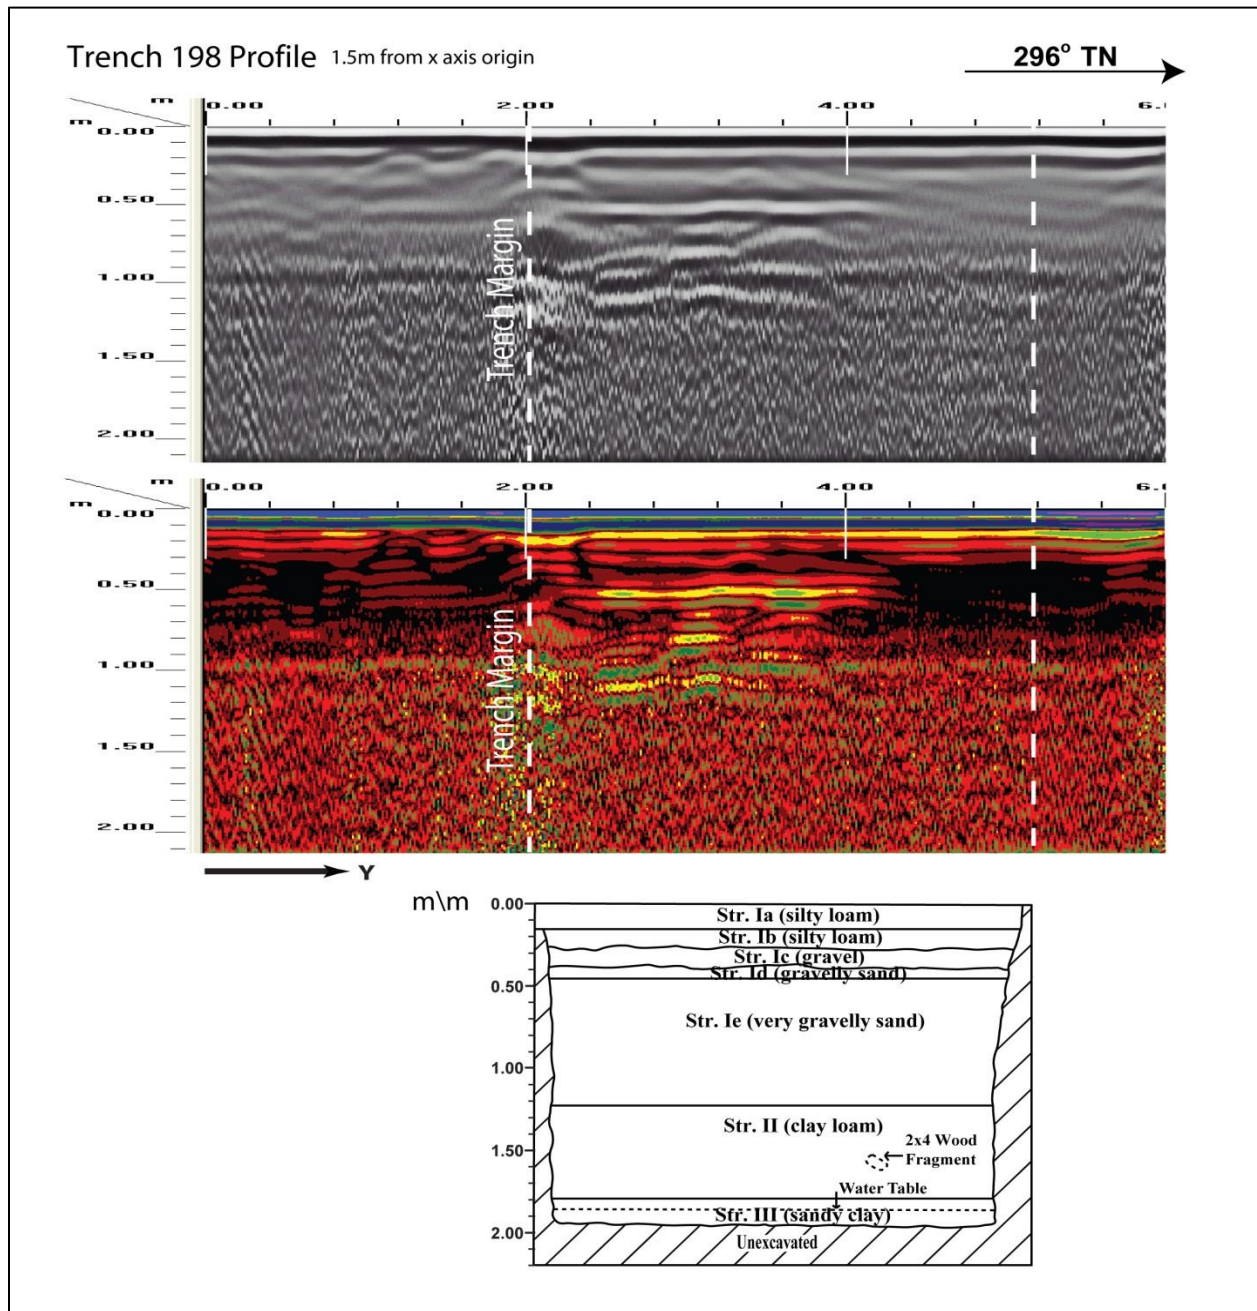 Trench 198 Profile 1.5m from x axis origin
296° TN
m 0.00 2.00 4.00 6.0
m
0.00
0.50
1.00
1.50
2.00
Trench Margin
m 0.00 2.00 4.00 6.0
m
0.00
0.50
1.00
1.50
2.00
Trench Margin
Y
m\m
0.00
0.50
1.00
1.50
2.00
Str. Ia (silty loam)
Str. Ib (silty loam)
Str. Ic (gravel)
Str. Id (gravelly sand)
Str. Ie (very gravelly sand)
Str. II (clay loam)
2x4 Wood
Fragment
Water Table
Str. III (sandy clay)
Unexcavated